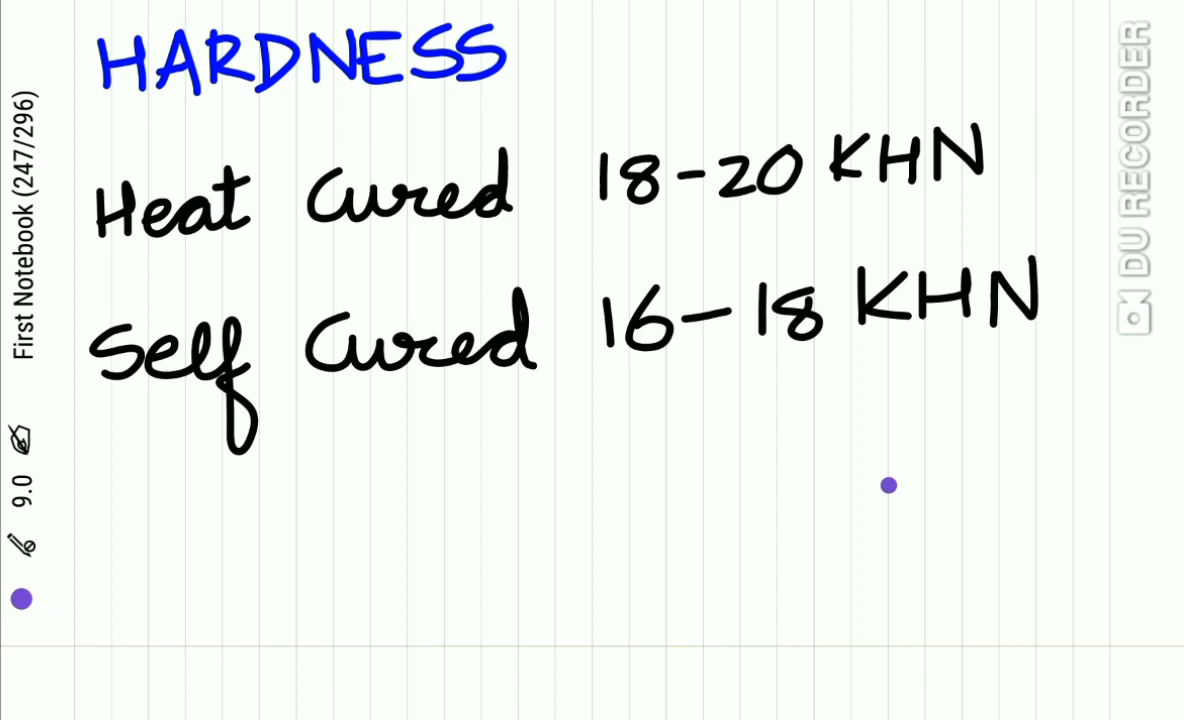 HARDNESS
Heat Cured 18-20 KHN
Self Cured 16-18 KHN
First Notebook (247/296)
9.0
DU RECORDER